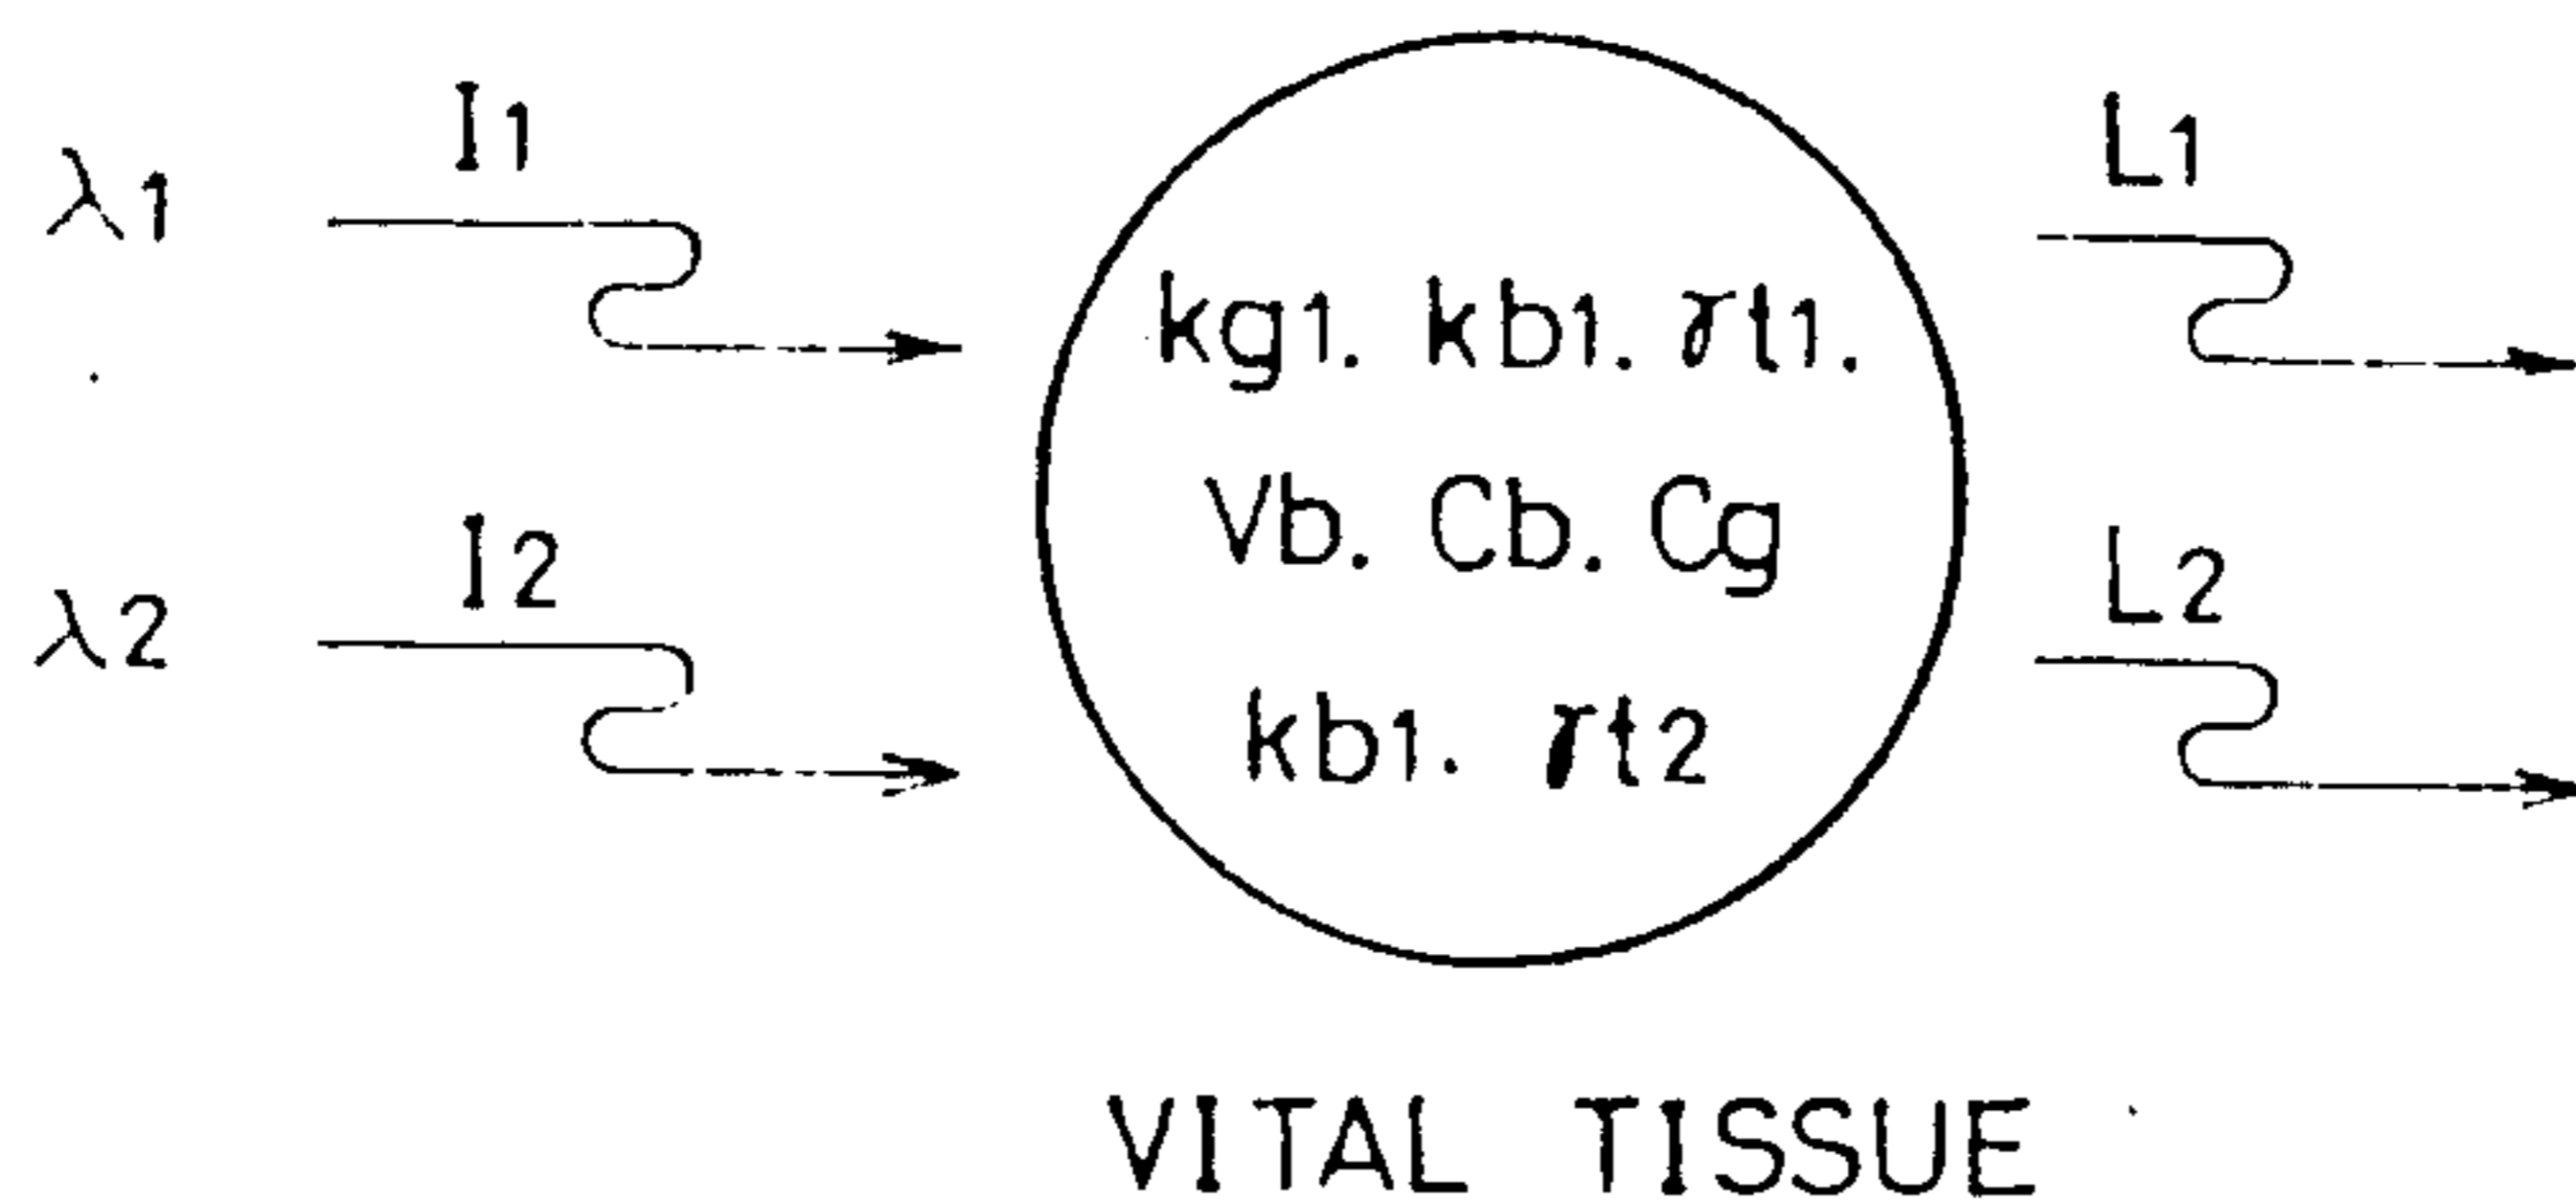 λ1 I1 L1
kg1. kb1. γt1.
Vb. Cb. Cg
λ2 I2 L2
kb1. γt2
VITAL TISSUE